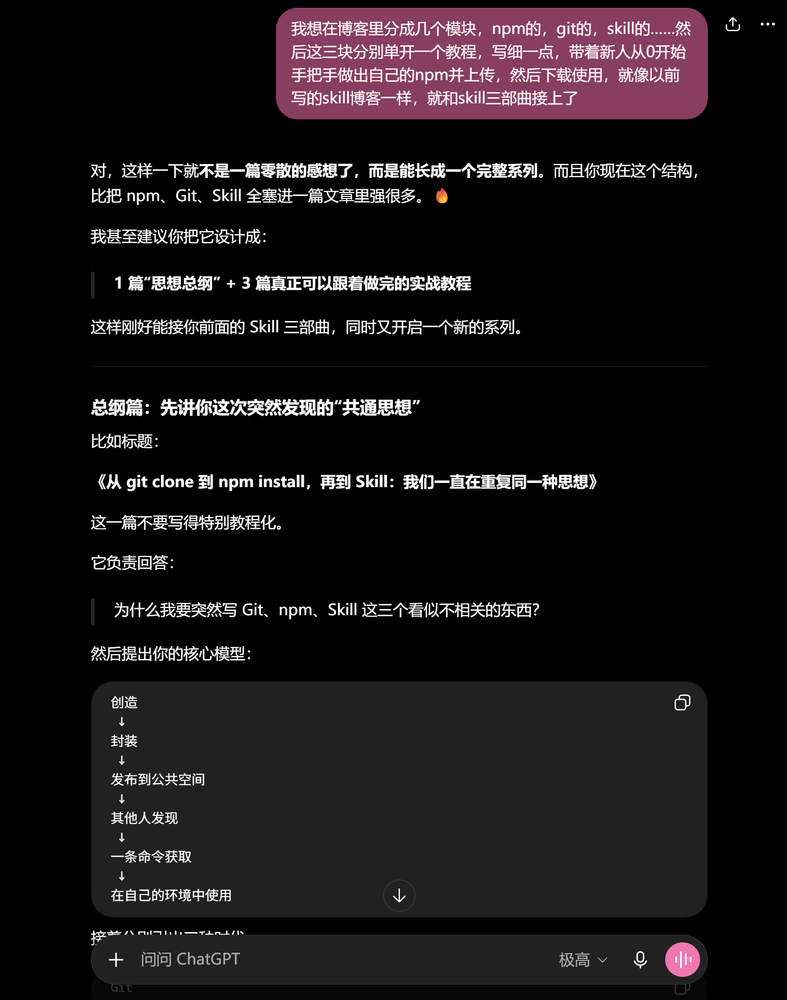 我想在博客里分成几个模块，npm的，git的，skill的……然
后这三块分别单开一个教程，写细一点，带着新人从0开始
手把手做出自己的npm并上传，然后下载使用，就像以前
写的skill博客一样，就和skill三部曲接上了
对，这样一下就不是一篇零散的感想了，而是能长成一个完整系列。而且你现在这个结构，
比把 npm、Git、Skill 全塞进一篇文章里强很多。🔥
我甚至建议你把它设计成：
1 篇“思想总纲” + 3 篇真正可以跟着做完的实战教程
这样刚好能接你前面的 Skill 三部曲，同时又开启一个新的系列。
总纲篇：先讲你这次突然发现的“共通思想”
比如标题：
《从 git clone 到 npm install，再到 Skill：我们一直在重复同一种思想》
这一篇不要写得特别教程化。
它负责回答：
为什么我要突然写 Git、npm、Skill 这三个看似不相关的东西？
然后提出你的核心模型：
创造
↓
封装
↓
发布到公共空间
↓
其他人发现
↓
一条命令获取
↓
在自己的环境中使用
问问 ChatGPT
极高
Git